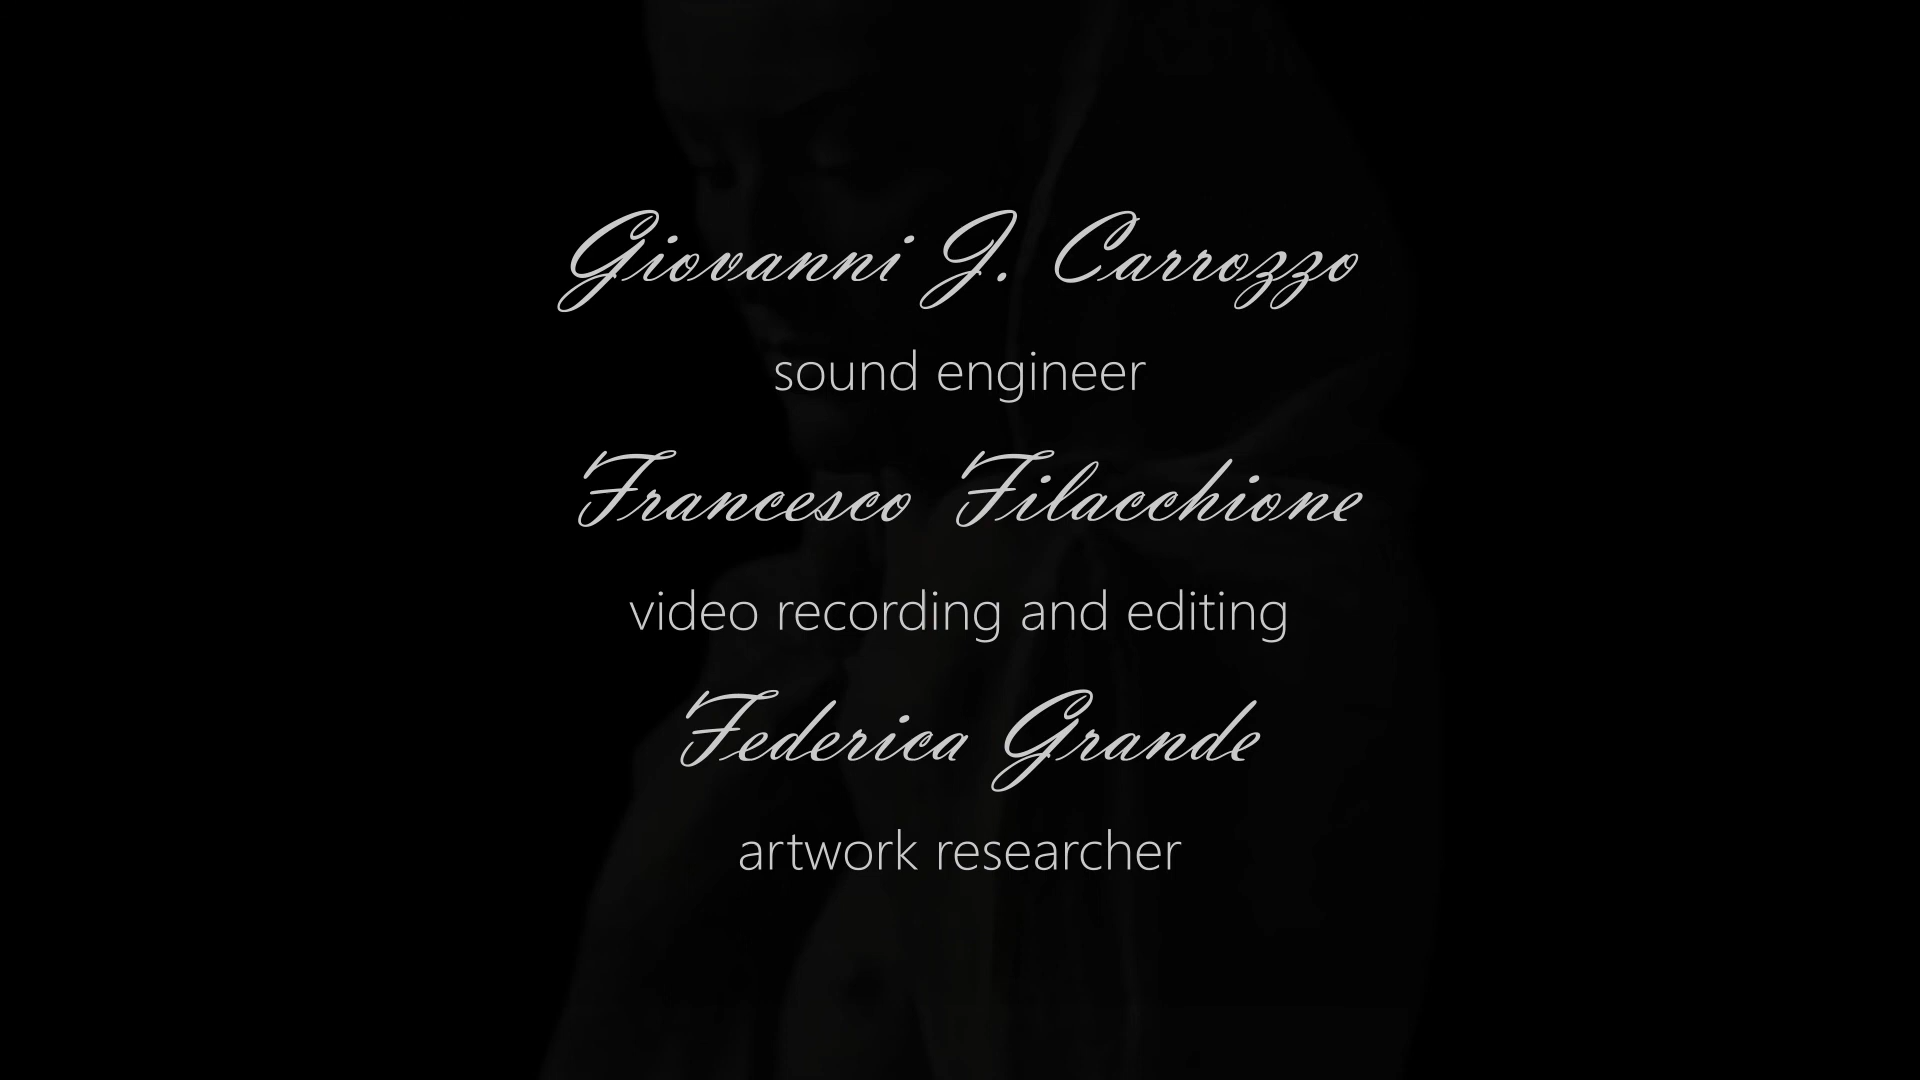 Giovanni J. Carrozzo
sound engineer
Francesco Filacchione
video recording and editing
Federica Grande
artwork researcher